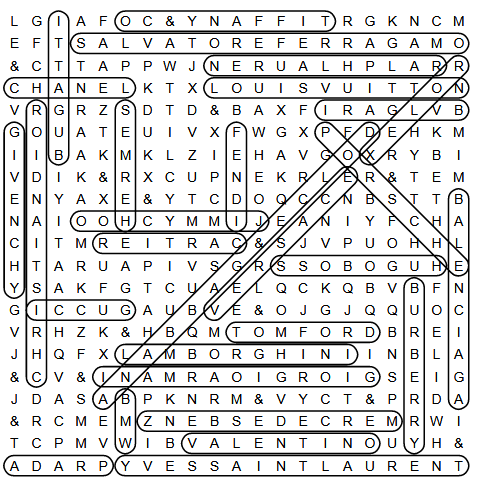 L G I A F O C & Y N A F F I T R G K N C M
E F T S A L V A T O R E F E R R A G A M O
& C T T A P P W J N E R U A L H P L A R R
C H A N E L K T X L O U I S V U I T T O N
V R G R Z S D T D & B A X F I R A G L V B
G O U A T E U I V X F W G X P F D E H K M
I I B A K M K L Z I E H A V G O X R Y B I
V D I K & R X C U P N E K R L E R & T E M
E N Y A X E & Y T C D O Q C C N B S T T B
N A I O O H C Y M M I J E A N I Y F C H A
C I T M R E I T R A C & S J V P U O H H L
H T A R U A P I V S G R S S O B O G U H E
Y S A K F G T C U A E L Q C K Q B V B F N
G I C C U G A U B V E & O J G J Q Q U O C
V R H Z K & H B Q M T O M F O R D B R E I
J H Q F X L A M B O R G H I N I I N B L A
& C V & I N A M R A O I G R O I G S E I G
J D A S A B P K N R M & V Y C T & P R D A
& R C M E M Z N E B S E D E C R E M R W I
T C P M V W I B V A L E N T I N O U Y H &
A D A R P Y V E S S A I N T L A U R E N T